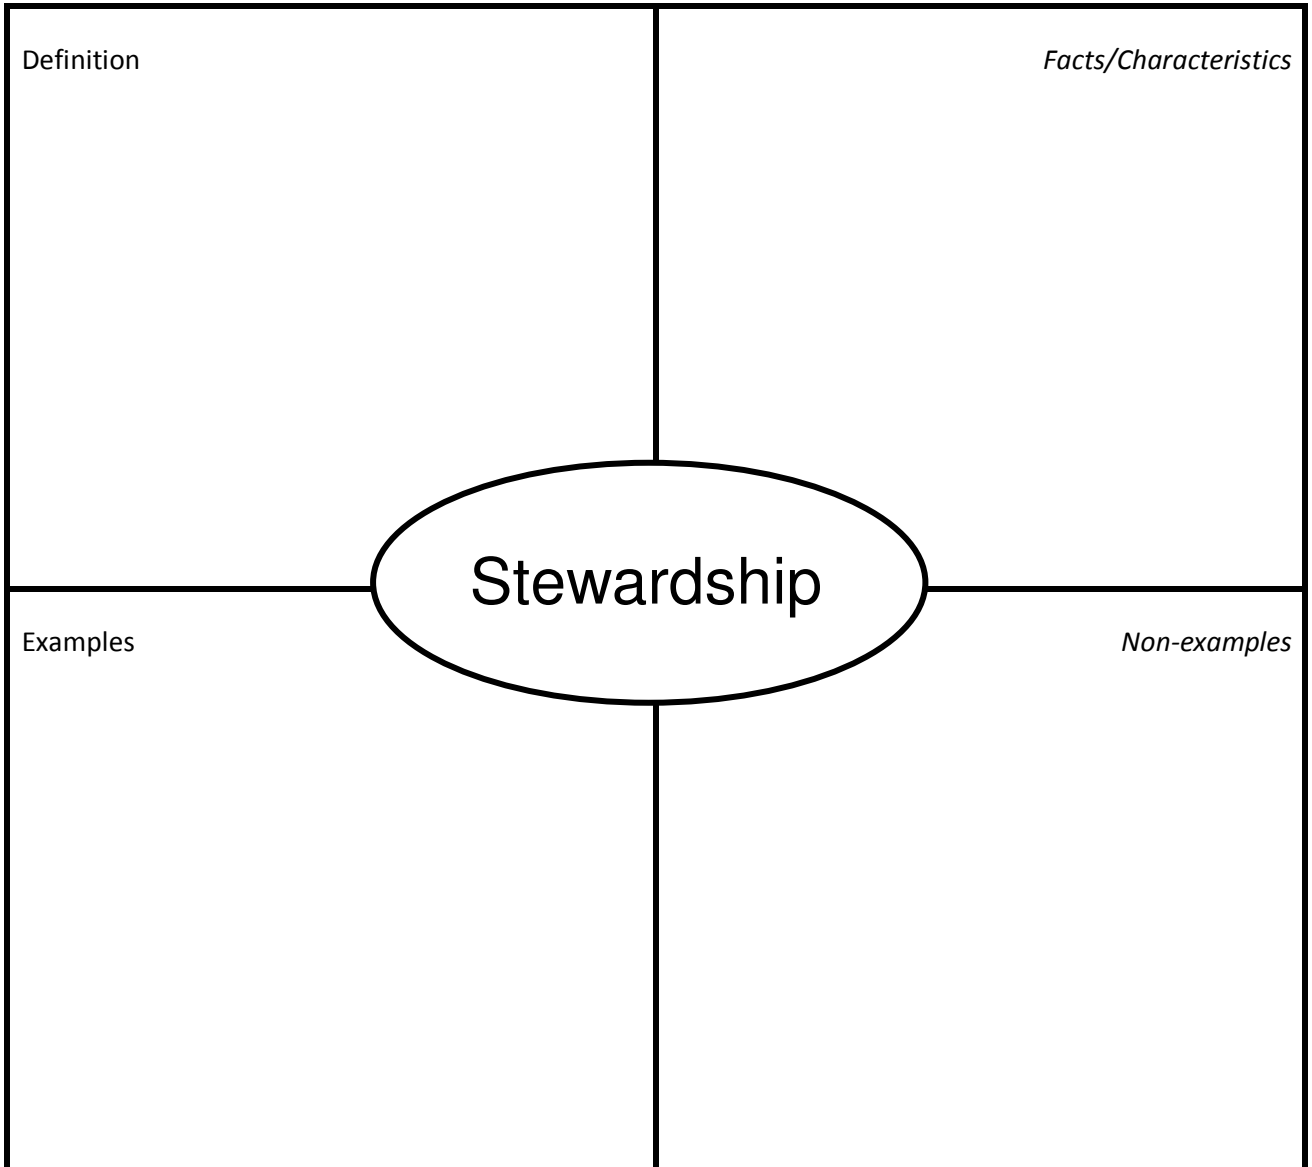 Definition
Facts/Characteristics
Stewardship
Examples
Non-examples